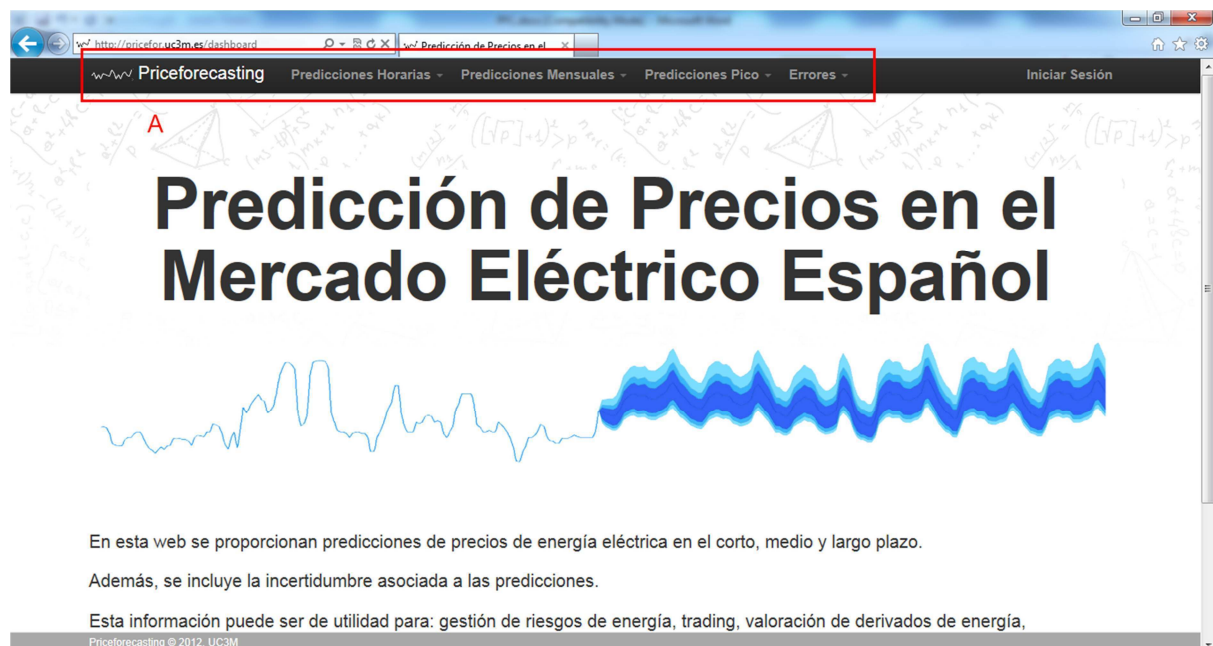 http://pricefor.uc3m.es/dashboard
Predicción de Precios en el
Priceforecasting Predicciones Horarias Predicciones Mensuales Predicciones Pico Errores Iniciar Sesión
A
Predicción de Precios en el
Mercado Eléctrico Español
En esta web se proporcionan predicciones de precios de energía eléctrica en el corto, medio y largo plazo.
Además, se incluye la incertidumbre asociada a las predicciones.
Esta información puede ser de utilidad para: gestión de riesgos de energía, trading, valoración de derivados de energía,
Priceforecasting © 2012, UC3M